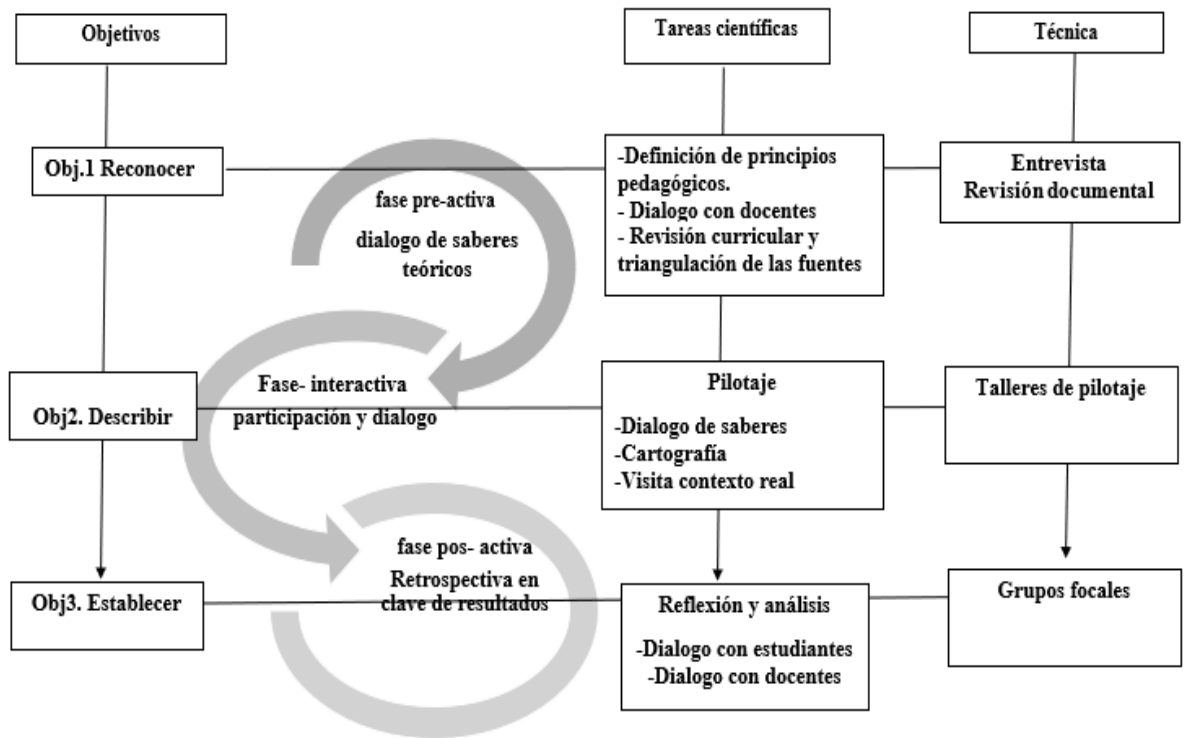 Objetivos
Tareas científicas
Técnica
Obj.1 Reconocer
fase pre-activa
dialogo de saberes
teóricos
-Definición de principios
pedagógicos.
- Dialogo con docentes
- Revisión curricular y
triangulación de las fuentes
Entrevista
Revisión documental
Obj2. Describir
Fase- interactiva
participación y dialogo
Pilotaje
-Dialogo de saberes
-Cartografía
-Visita contexto real
Talleres de pilotaje
Obj3. Establecer
fase pos- activa
Retrospectiva en
clave de resultados
Reflexión y análisis
-Dialogo con estudiantes
-Dialogo con docentes
Grupos focales